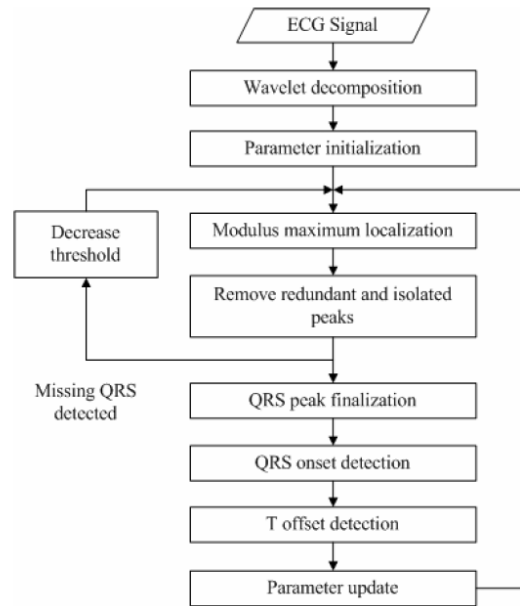 ECG Signal
Wavelet decomposition
Parameter initialization
Decrease
threshold
Modulus maximum localization
Remove redundant and isolated
peaks
Missing QRS
detected
QRS peak finalization
QRS onset detection
T offset detection
Parameter update